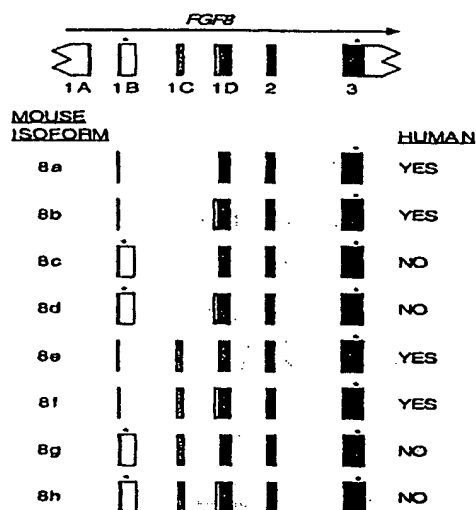 FGF8
1A 1B 1C 1D 2 3
MOUSE
ISOFORM
HUMAN
8a YES
8b YES
8c NO
8d NO
8e YES
8f YES
8g NO
8h NO